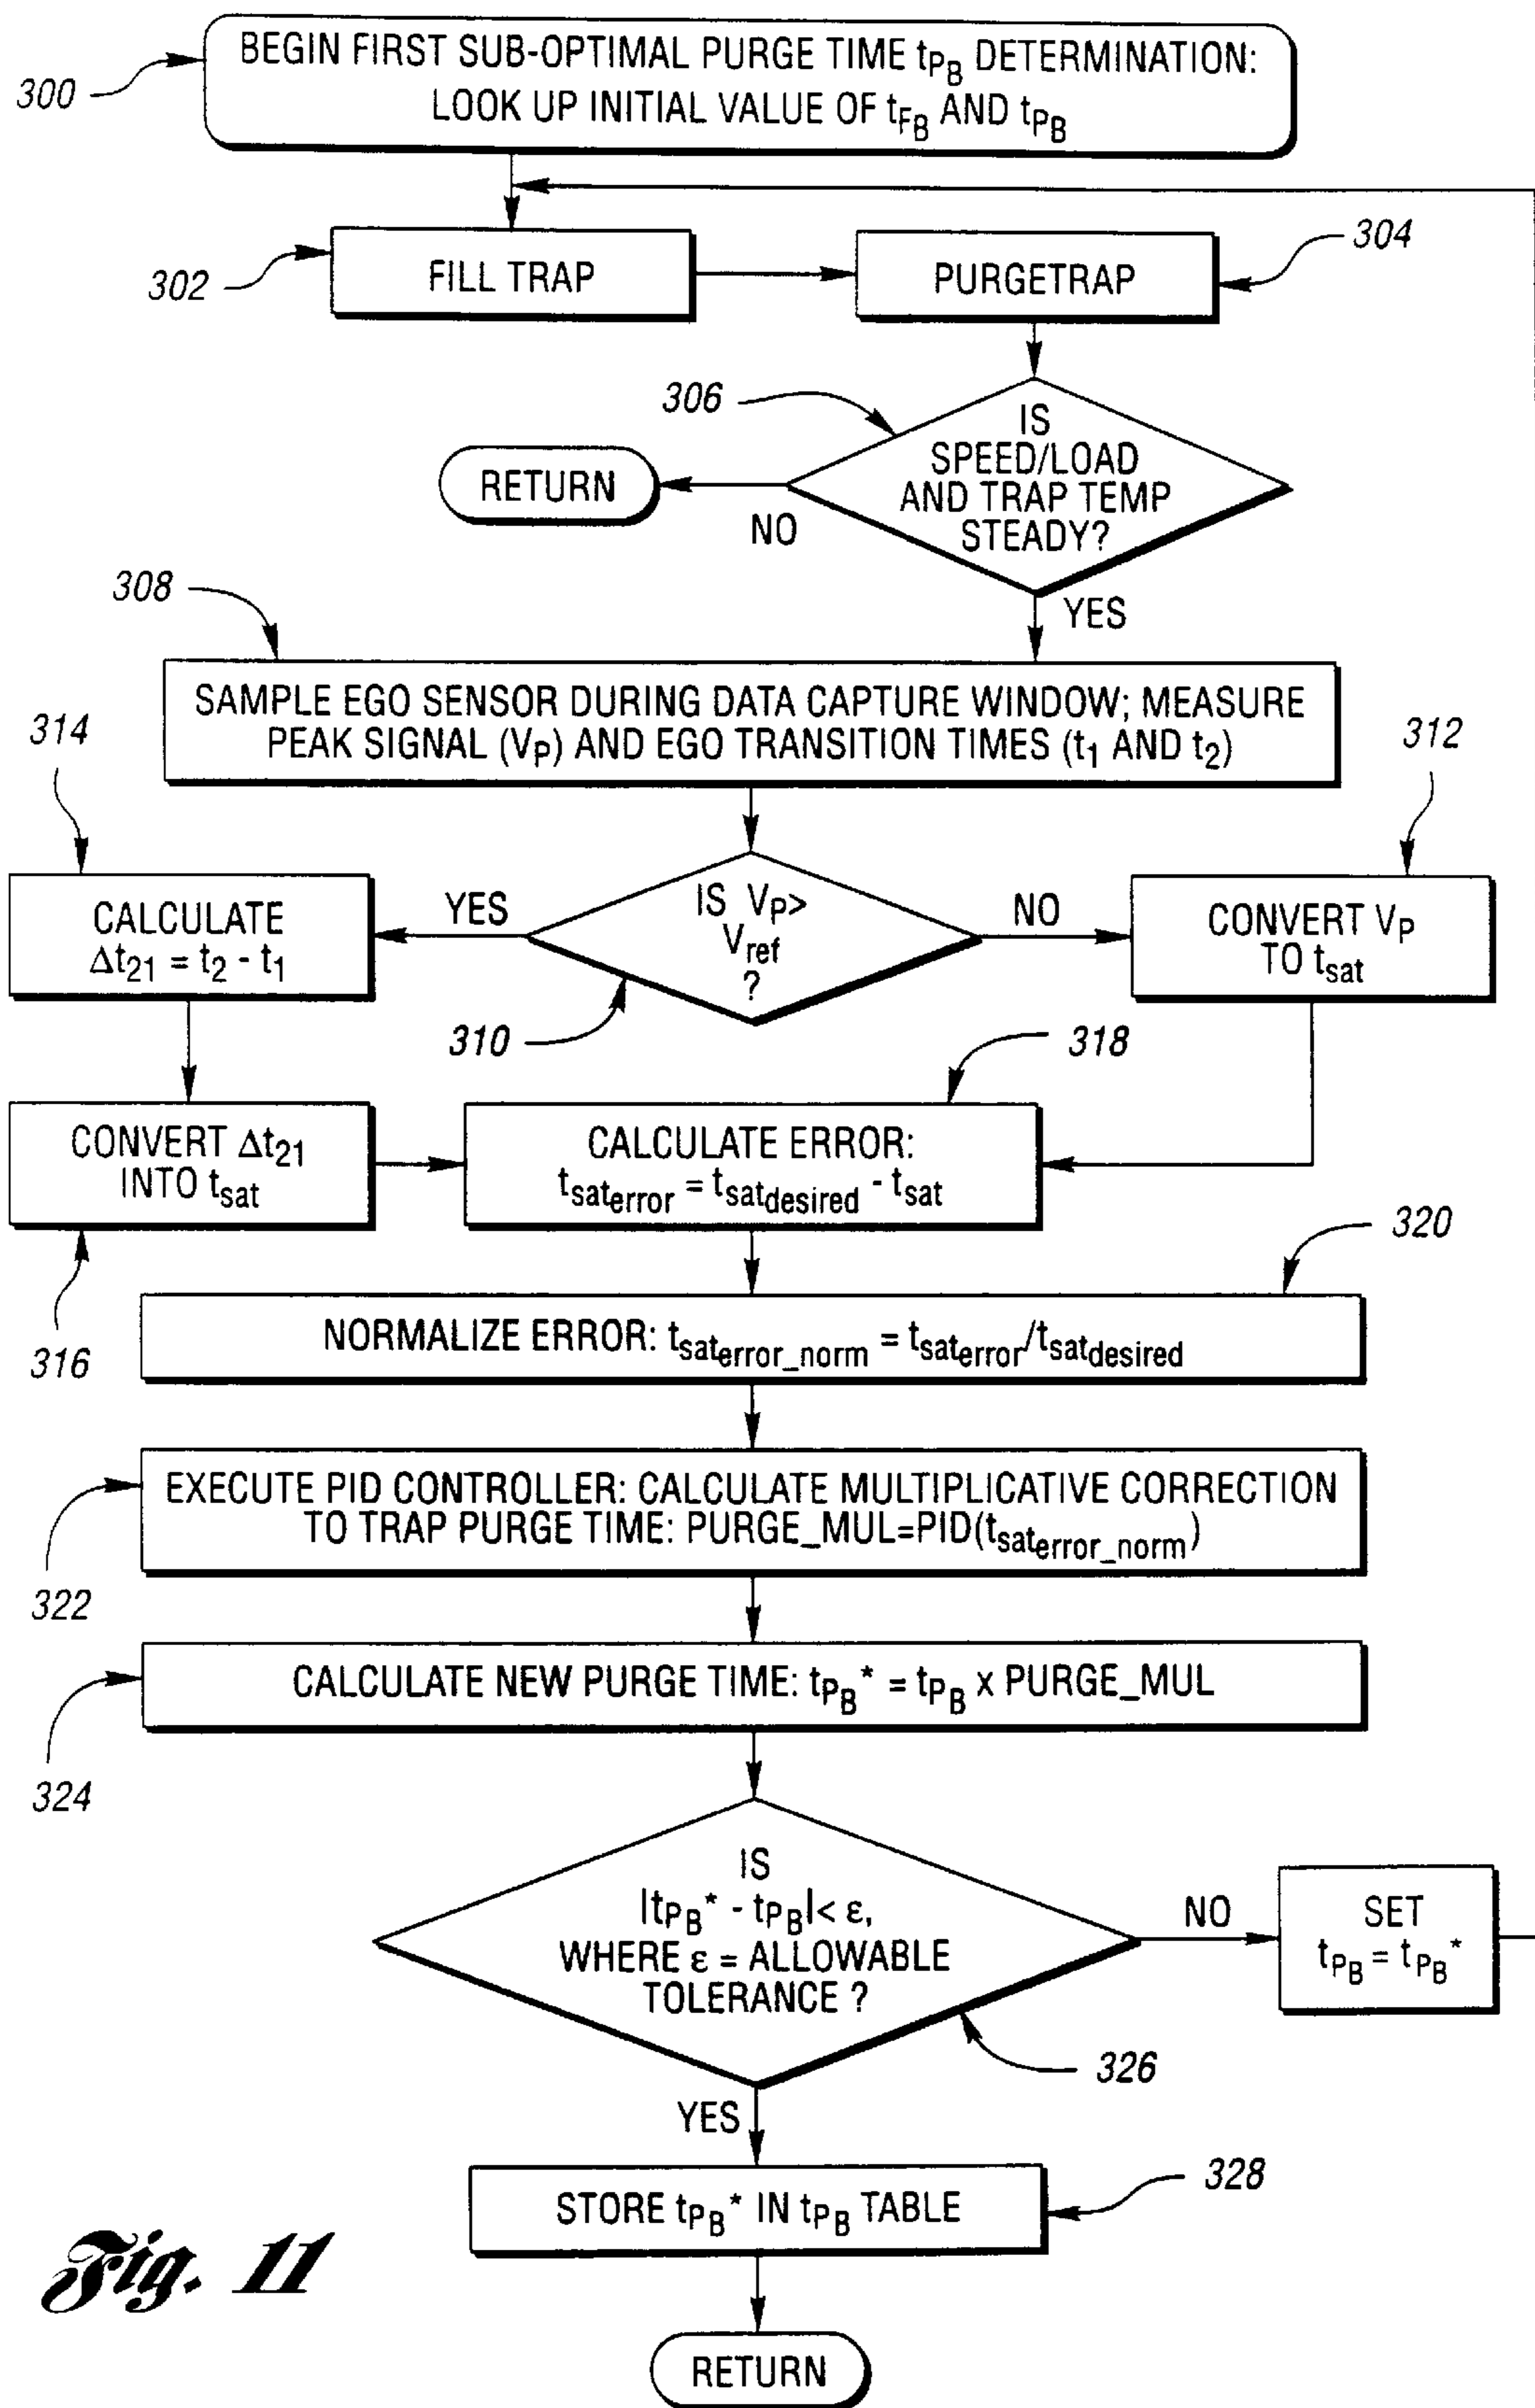 300
BEGIN FIRST SUB-OPTIMAL PURGE TIME tPB DETERMINATION:
LOOK UP INITIAL VALUE OF tFB AND tPB
302
FILL TRAP
PURGETRAP
304
306
IS
SPEED/LOAD
AND TRAP TEMP
STEADY?
RETURN
NO
YES
308
SAMPLE EGO SENSOR DURING DATA CAPTURE WINDOW; MEASURE
PEAK SIGNAL (VP) AND EGO TRANSITION TIMES (t1 AND t2)
314
312
CALCULATE
Δt21 = t2 - t1
YES
IS VP>
Vref
?
NO
CONVERT VP
TO tsat
310
318
CONVERT Δt21
INTO tsat
CALCULATE ERROR:
tsaterror = tsatdesired - tsat
316
320
NORMALIZE ERROR: tsaterror_norm = tsaterror/tsatdesired
322
EXECUTE PID CONTROLLER: CALCULATE MULTIPLICATIVE CORRECTION
TO TRAP PURGE TIME: PURGE_MUL=PID(tsaterror_norm)
324
CALCULATE NEW PURGE TIME: tPB* = tPB x PURGE_MUL
IS
|tPB* - tPB|< ε,
WHERE ε = ALLOWABLE
TOLERANCE ?
NO
SET
tPB = tPB*
326
YES
STORE tPB* IN tPB TABLE
328
RETURN
Fig. 11